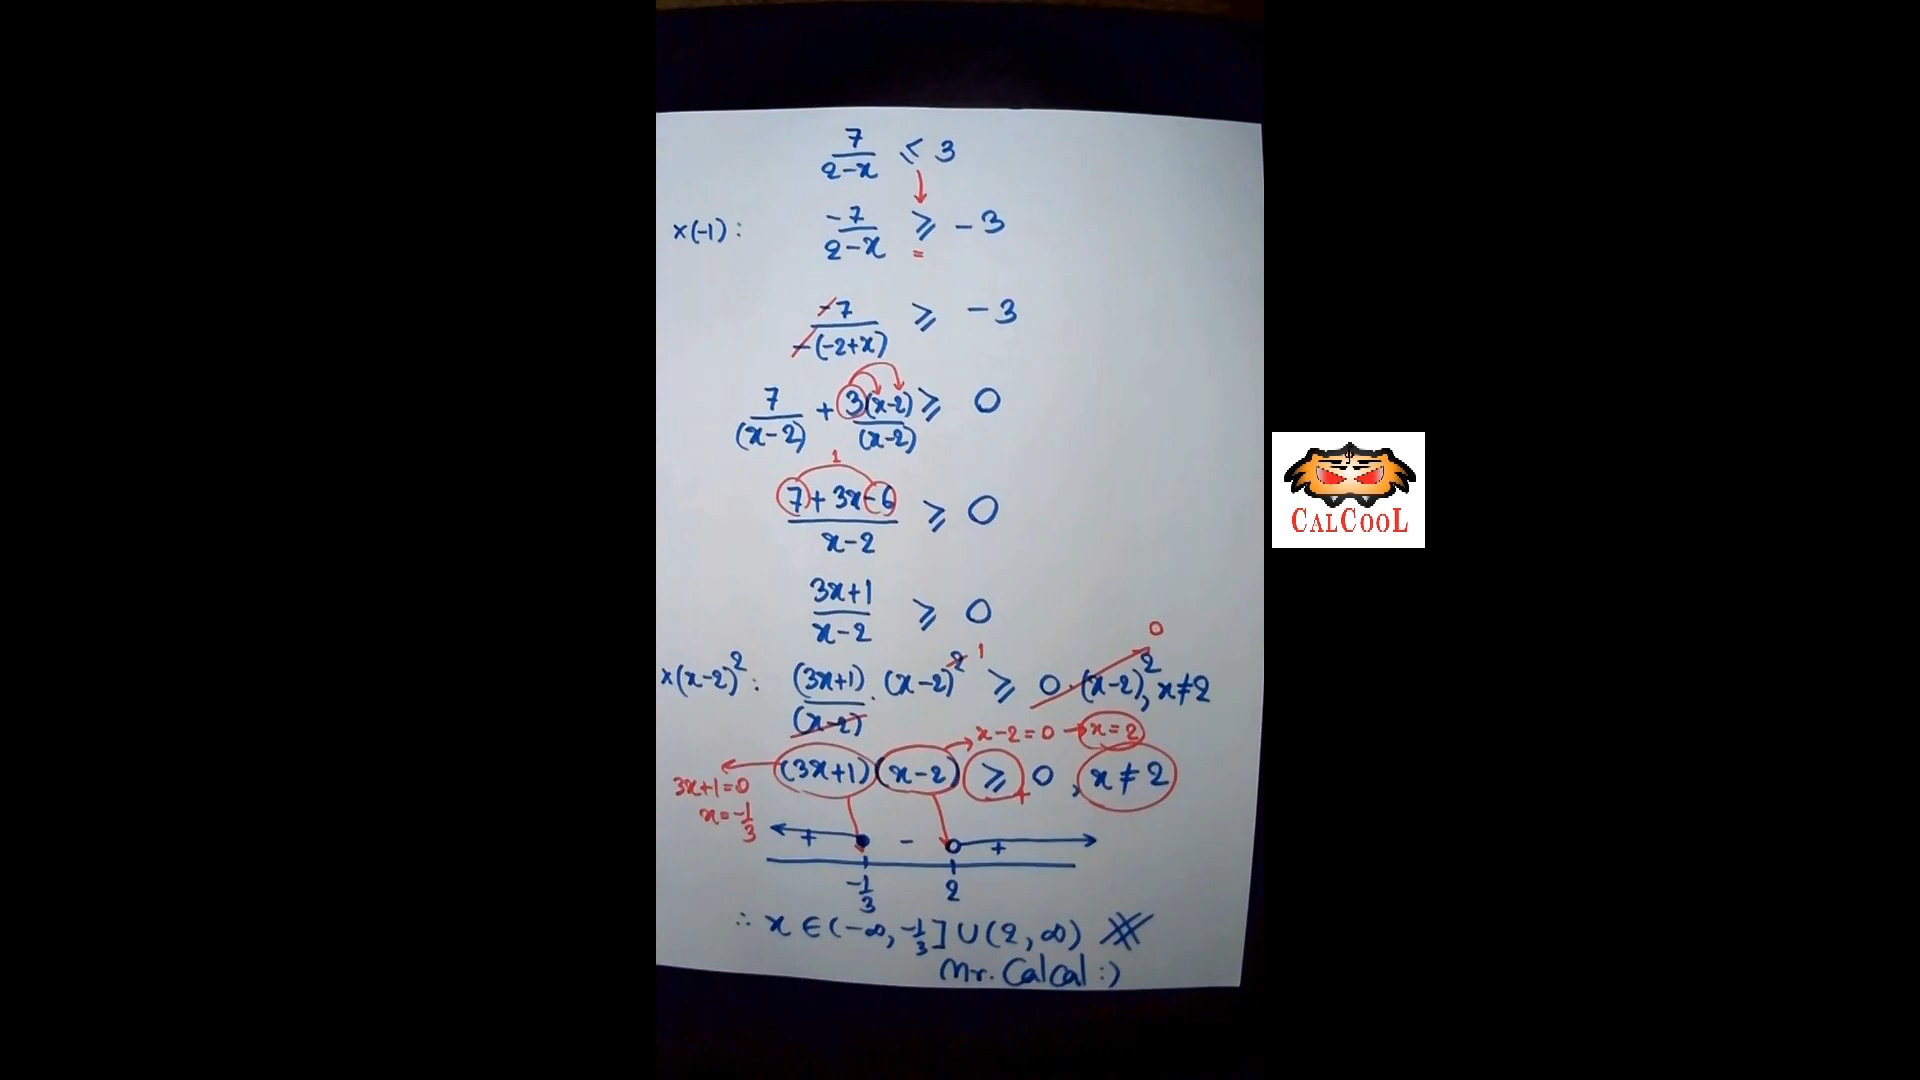 7/(2-x) ≤ 3
x(-1): -7/(2-x) ≥ -3
=
-7/-(-2+x) ≥ -3
7/(x-2) + 3(x-2)/(x-2) ≥ 0
1
7+3x-6/x-2 ≥ 0
3x+1/x-2 ≥ 0
0
x(x-2)²: (3x+1)/(x-2) · (x-2)² 1 ≥ 0·(x-2)², x≠2
x-2=0 → x=2
(3x+1)(x-2) ≥ 0, x≠2
+
3x+1=0
x=-1/3
+ - +
-1/3 2
∴ x ∈ (-∞, -1/3] ∪ (2, ∞)
Mr. CalCal :)
CALCOOL